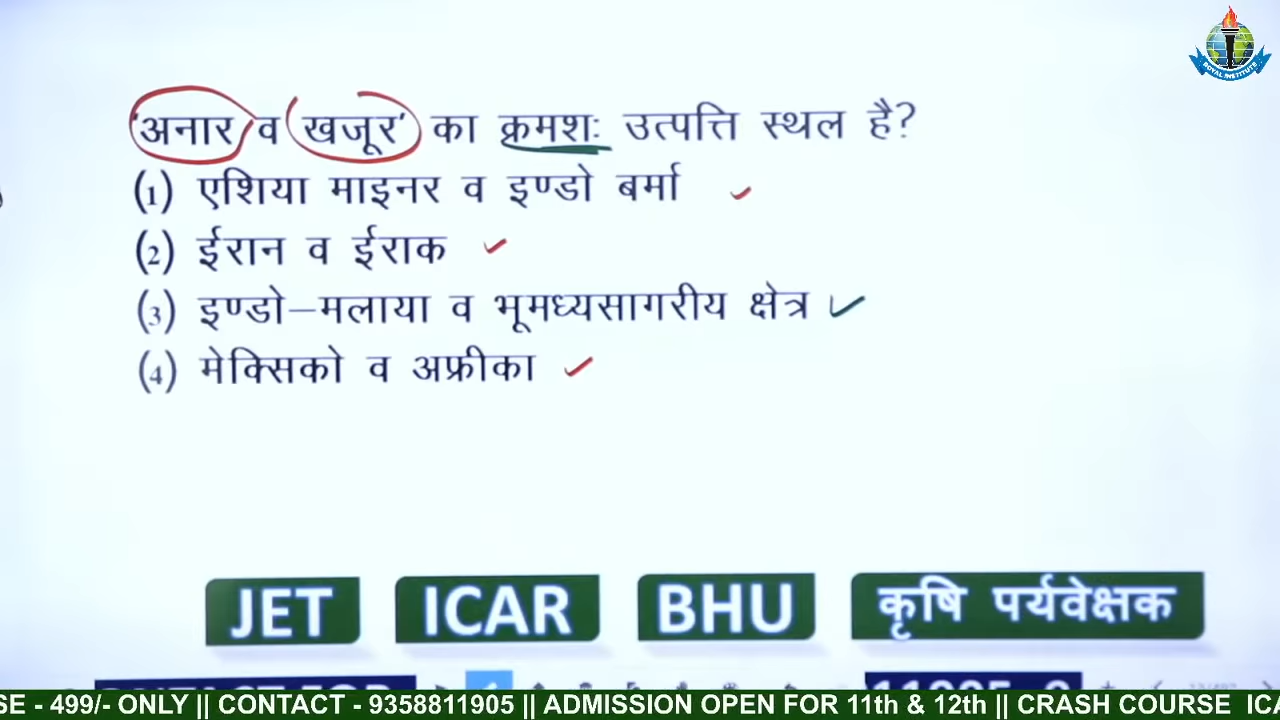 ROYAL INSTITUTE
'अनार व खजूर' का क्रमशः उत्पत्ति स्थल है?
(1) एशिया माइनर व इण्डो बर्मा
(2) ईरान व ईराक
(3) इण्डो–मलाया व भूमध्यसागरीय क्षेत्र
(4) मेक्सिको व अफ्रीका
JET ICAR BHU कृषि पर्यवेक्षक
SE - 499/- ONLY || CONTACT - 9358811905 || ADMISSION OPEN FOR 11th & 12th || CRASH COURSE ICA